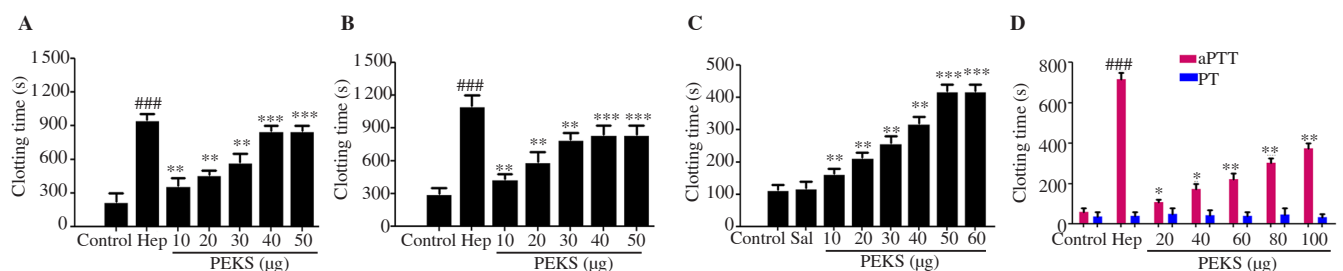 A
Clotting time (s)
1 500
1 200
900
600
300
0
###
**
**
**
***
***
Control Hep 10 20 30 40 50
PEKS (μg)
B
Clotting time (s)
1 500
1 200
900
600
300
0
###
**
**
**
***
***
Control Hep 10 20 30 40 50
PEKS (μg)
C
Clotting time (s)
500
400
300
200
100
0
**
**
**
**
***
***
Control Sal 10 20 30 40 50 60
PEKS (μg)
D
aPTT
PT
Clotting time (s)
800
600
400
200
0
###
*
*
**
**
**
Control Hep 20 40 60 80 100
PEKS (μg)